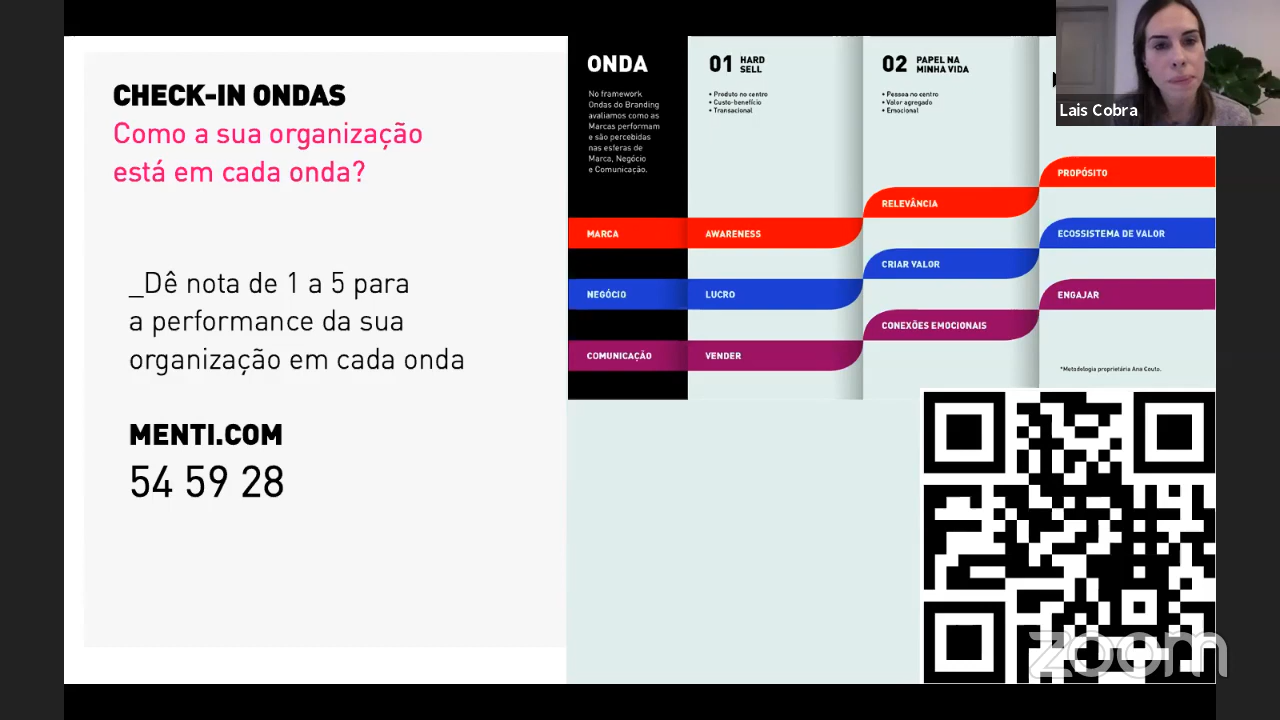 CHECK-IN ONDAS
Como a sua organização
está em cada onda?
_Dê nota de 1 a 5 para
a performance da sua
organização em cada onda
MENTI.COM
54 59 28
ONDA
No framework
Ondas do Branding
avaliamos como as
Marcas performam
e são percebidas
nas esferas de
Marca, Negócio
e Comunicação.
MARCA
NEGÓCIO
COMUNICAÇÃO
01 HARD
SELL
• Produto no centro
• Custo-benefício
• Transacional
AWARENESS
LUCRO
VENDER
02 PAPEL NA
MINHA VIDA
• Pessoa no centro
• Valor agregado
• Emocional
RELEVÂNCIA
CRIAR VALOR
CONEXÕES EMOCIONAIS
PROPÓSITO
ECOSSISTEMA DE VALOR
ENGAJAR
*Metodologia proprietária Ana Couto.
Lais Cobra
zoom